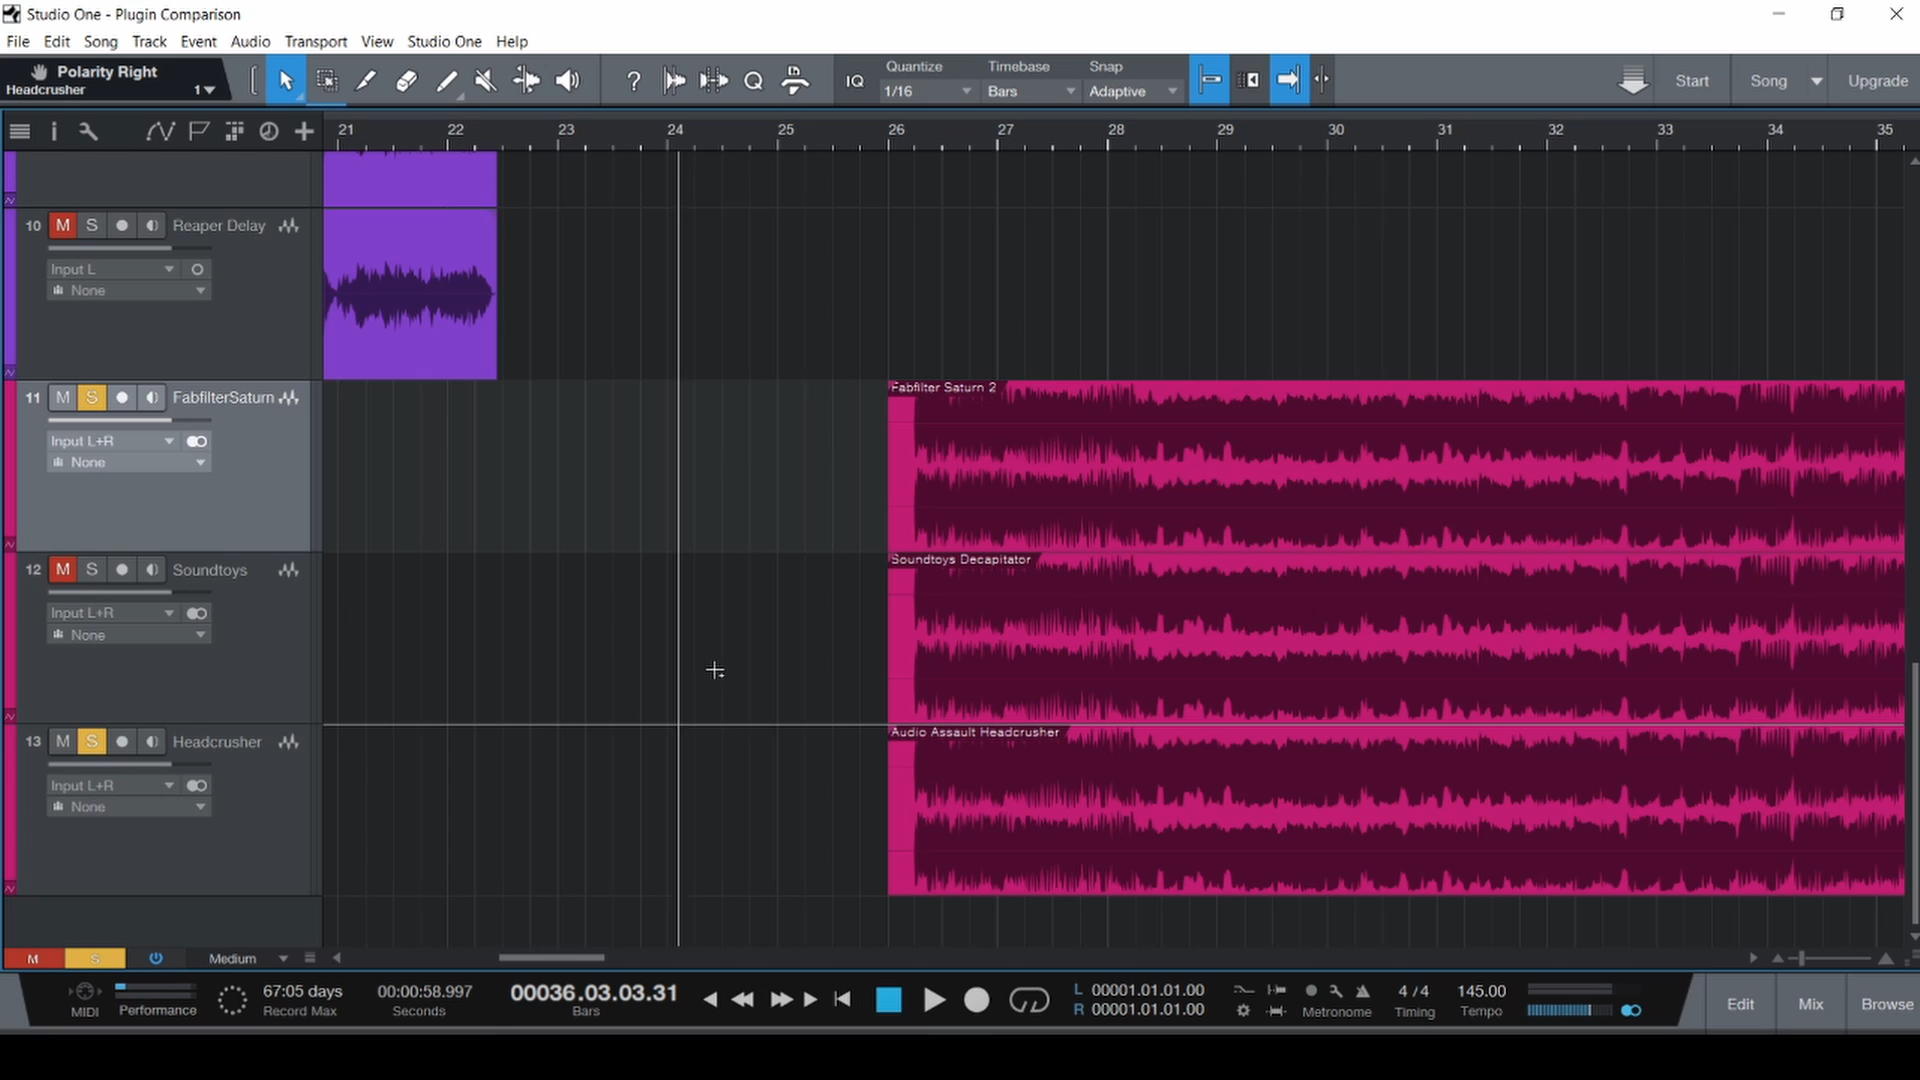 Studio One - Plugin Comparison
File Edit Song Track Event Audio Transport View Studio One Help
Polarity Right
Headcrusher 1
? Q IQ
Quantize Timebase Snap
1/16 Bars Adaptive
Start Song Upgrade
21 22 23 24 25 26 27 28 29 30 31 32 33 34 35
10 M S Reaper Delay
Input L
None
11 M S FabfilterSaturn
Input L+R
None
Fabfilter Saturn 2
12 M S Soundtoys
Input L+R
None
Soundtoys Decapitator
13 M S Headcrusher
Input L+R
None
Audio Assault Headcrusher
M S Medium
MIDI
Performance
67:05 days
Record Max
00:00:58.997
Seconds
00036.03.03.31
Bars
L 00001.01.01.00
R 00001.01.01.00
Metronome
4 / 4
Timing
145.00
Tempo
Edit Mix Browse